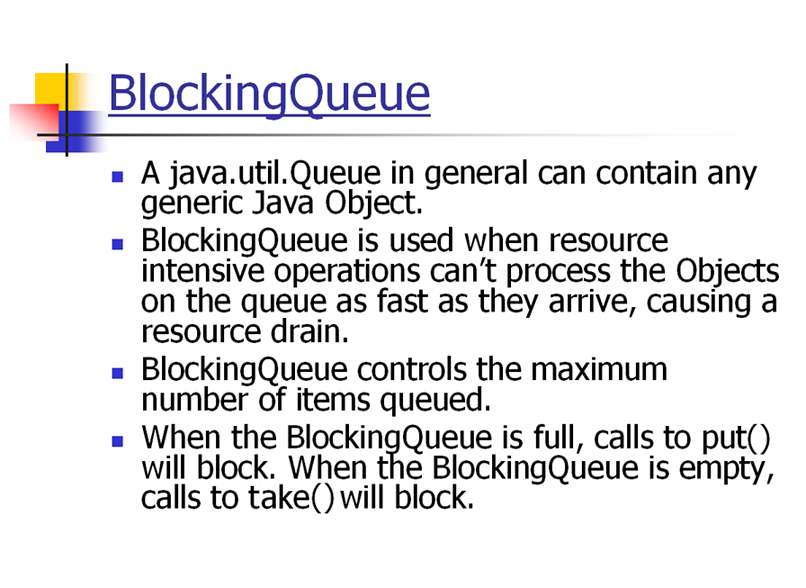 BlockingQueue
A java.util.Queue in general can contain any
generic Java Object.
BlockingQueue is used when resource
intensive operations can’t process the Objects
on the queue as fast as they arrive, causing a
resource drain.
BlockingQueue controls the maximum
number of items queued.
When the BlockingQueue is full, calls to put()
will block. When the BlockingQueue is empty,
calls to take() will block.